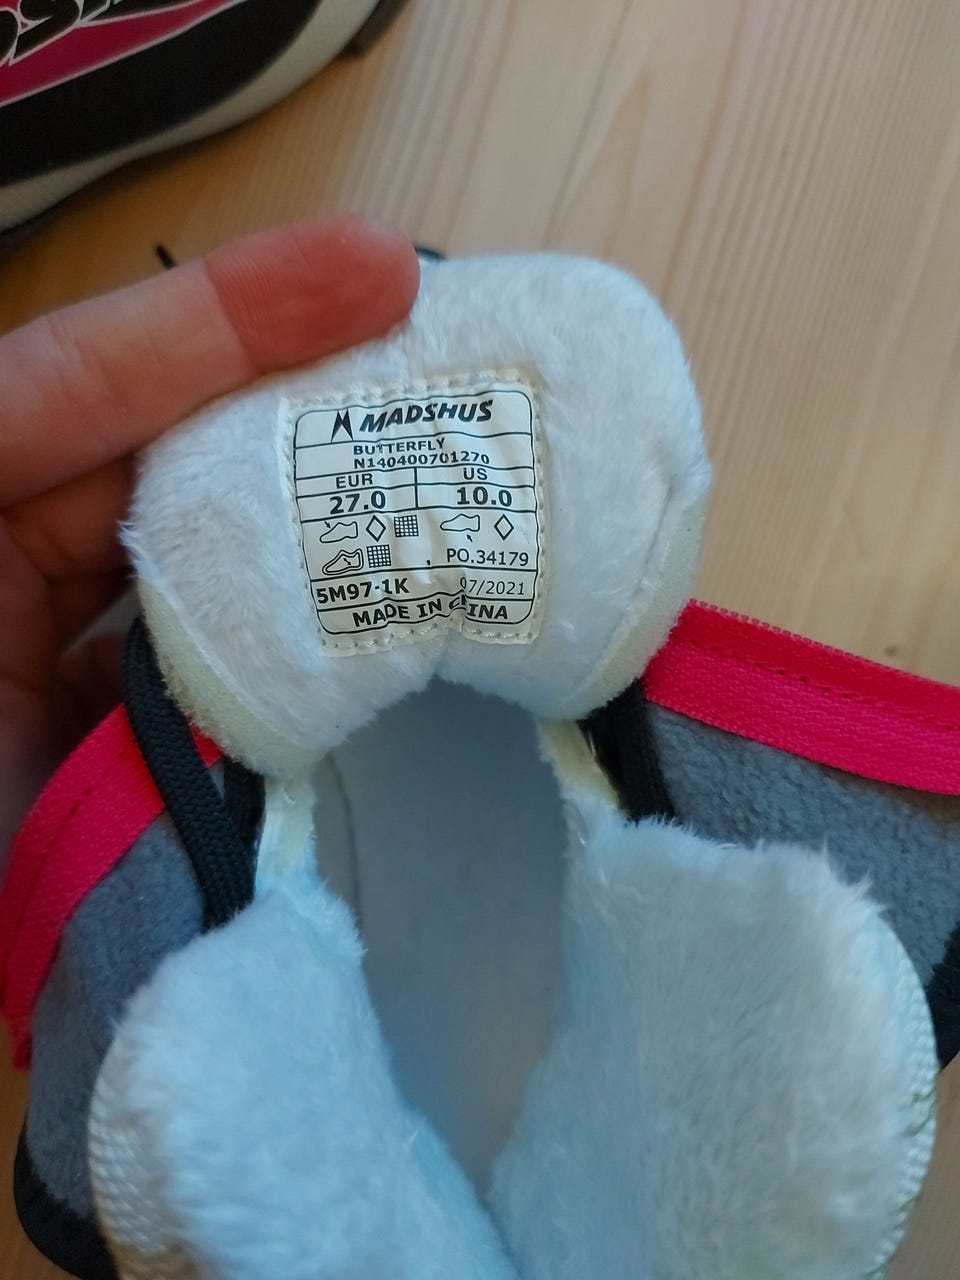 MADSHUS
BUTTERFLY
N140400701270
EUR US
27.0 10.0
, PO.34179
5M97-1K 07/2021
MADE IN CHINA